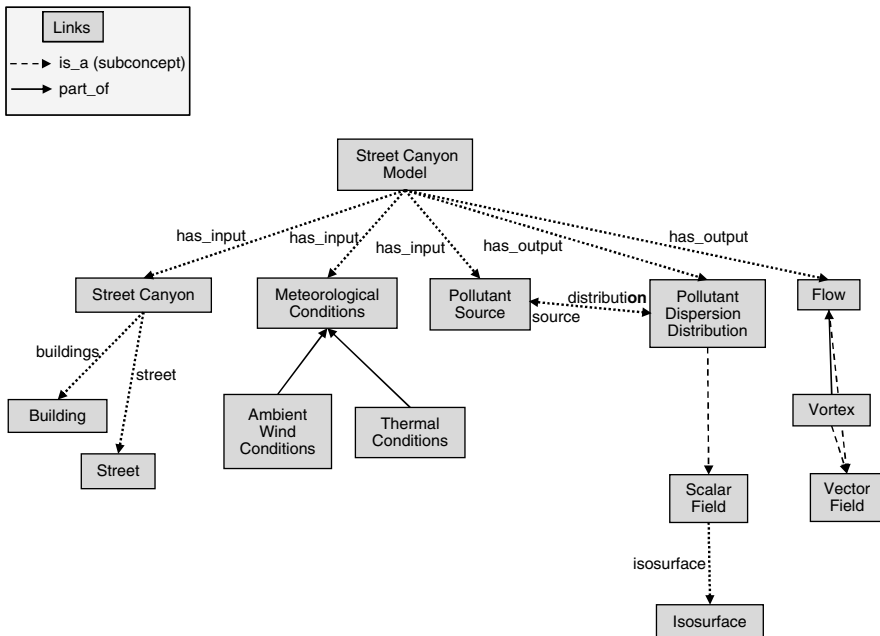 Links
is_a (subconcept)
part_of
Street Canyon
Model
has_input
has_input
has_input
has_output
has_output
Street Canyon
Meteorological
Conditions
Pollutant
Source
distribution
source
Pollutant
Dispersion
Distribution
Flow
buildings
street
Building
Street
Ambient
Wind
Conditions
Thermal
Conditions
Vortex
Scalar
Field
Vector
Field
isosurface
Isosurface